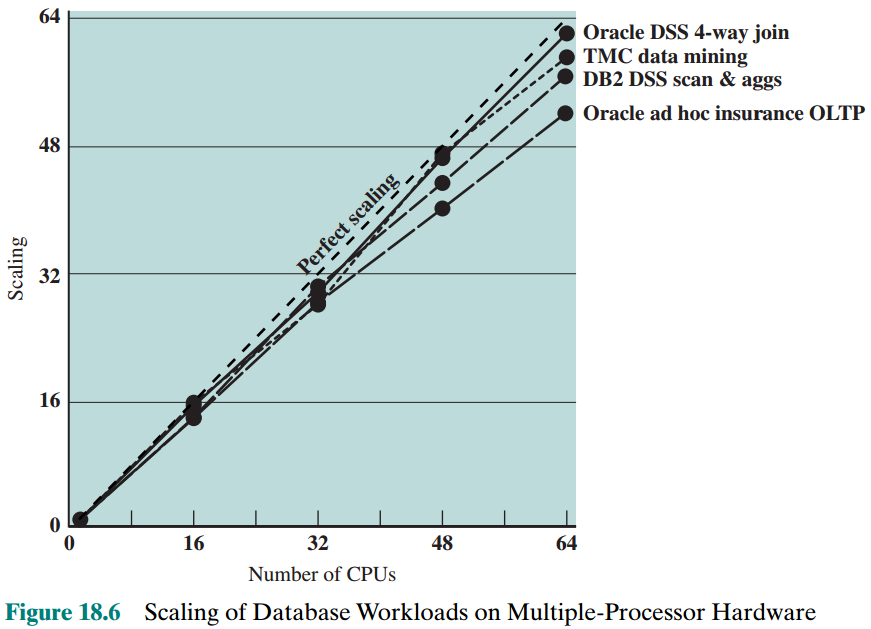 64
Oracle DSS 4-way join
TMC data mining
DB2 DSS scan & aggs
Oracle ad hoc insurance OLTP
48
Perfect scaling
Scaling
32
16
0
0 16 32 48 64
Number of CPUs
Figure 18.6 Scaling of Database Workloads on Multiple-Processor Hardware